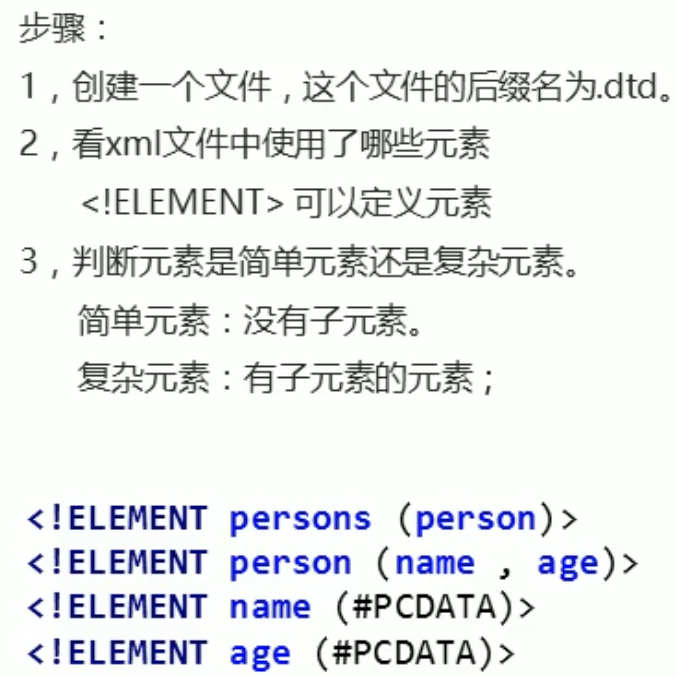 步骤：
1，创建一个文件，这个文件的后缀名为.dtd。
2，看xml文件中使用了哪些元素
<!ELEMENT> 可以定义元素
3，判断元素是简单元素还是复杂元素。
简单元素：没有子元素。
复杂元素：有子元素的元素；
<!ELEMENT persons (person)>
<!ELEMENT person (name , age)>
<!ELEMENT name (#PCDATA)>
<!ELEMENT age (#PCDATA)>